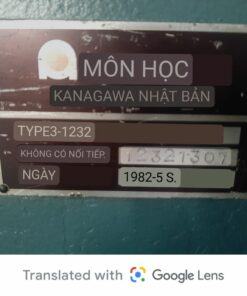 MÔN HỌC
KANAGAWA NHẬT BẢN
TYPE3-1232
KHÔNG CÓ NỐI TIẾP.
12321307
NGÀY
1982-5 S.
Translated with Google Lens